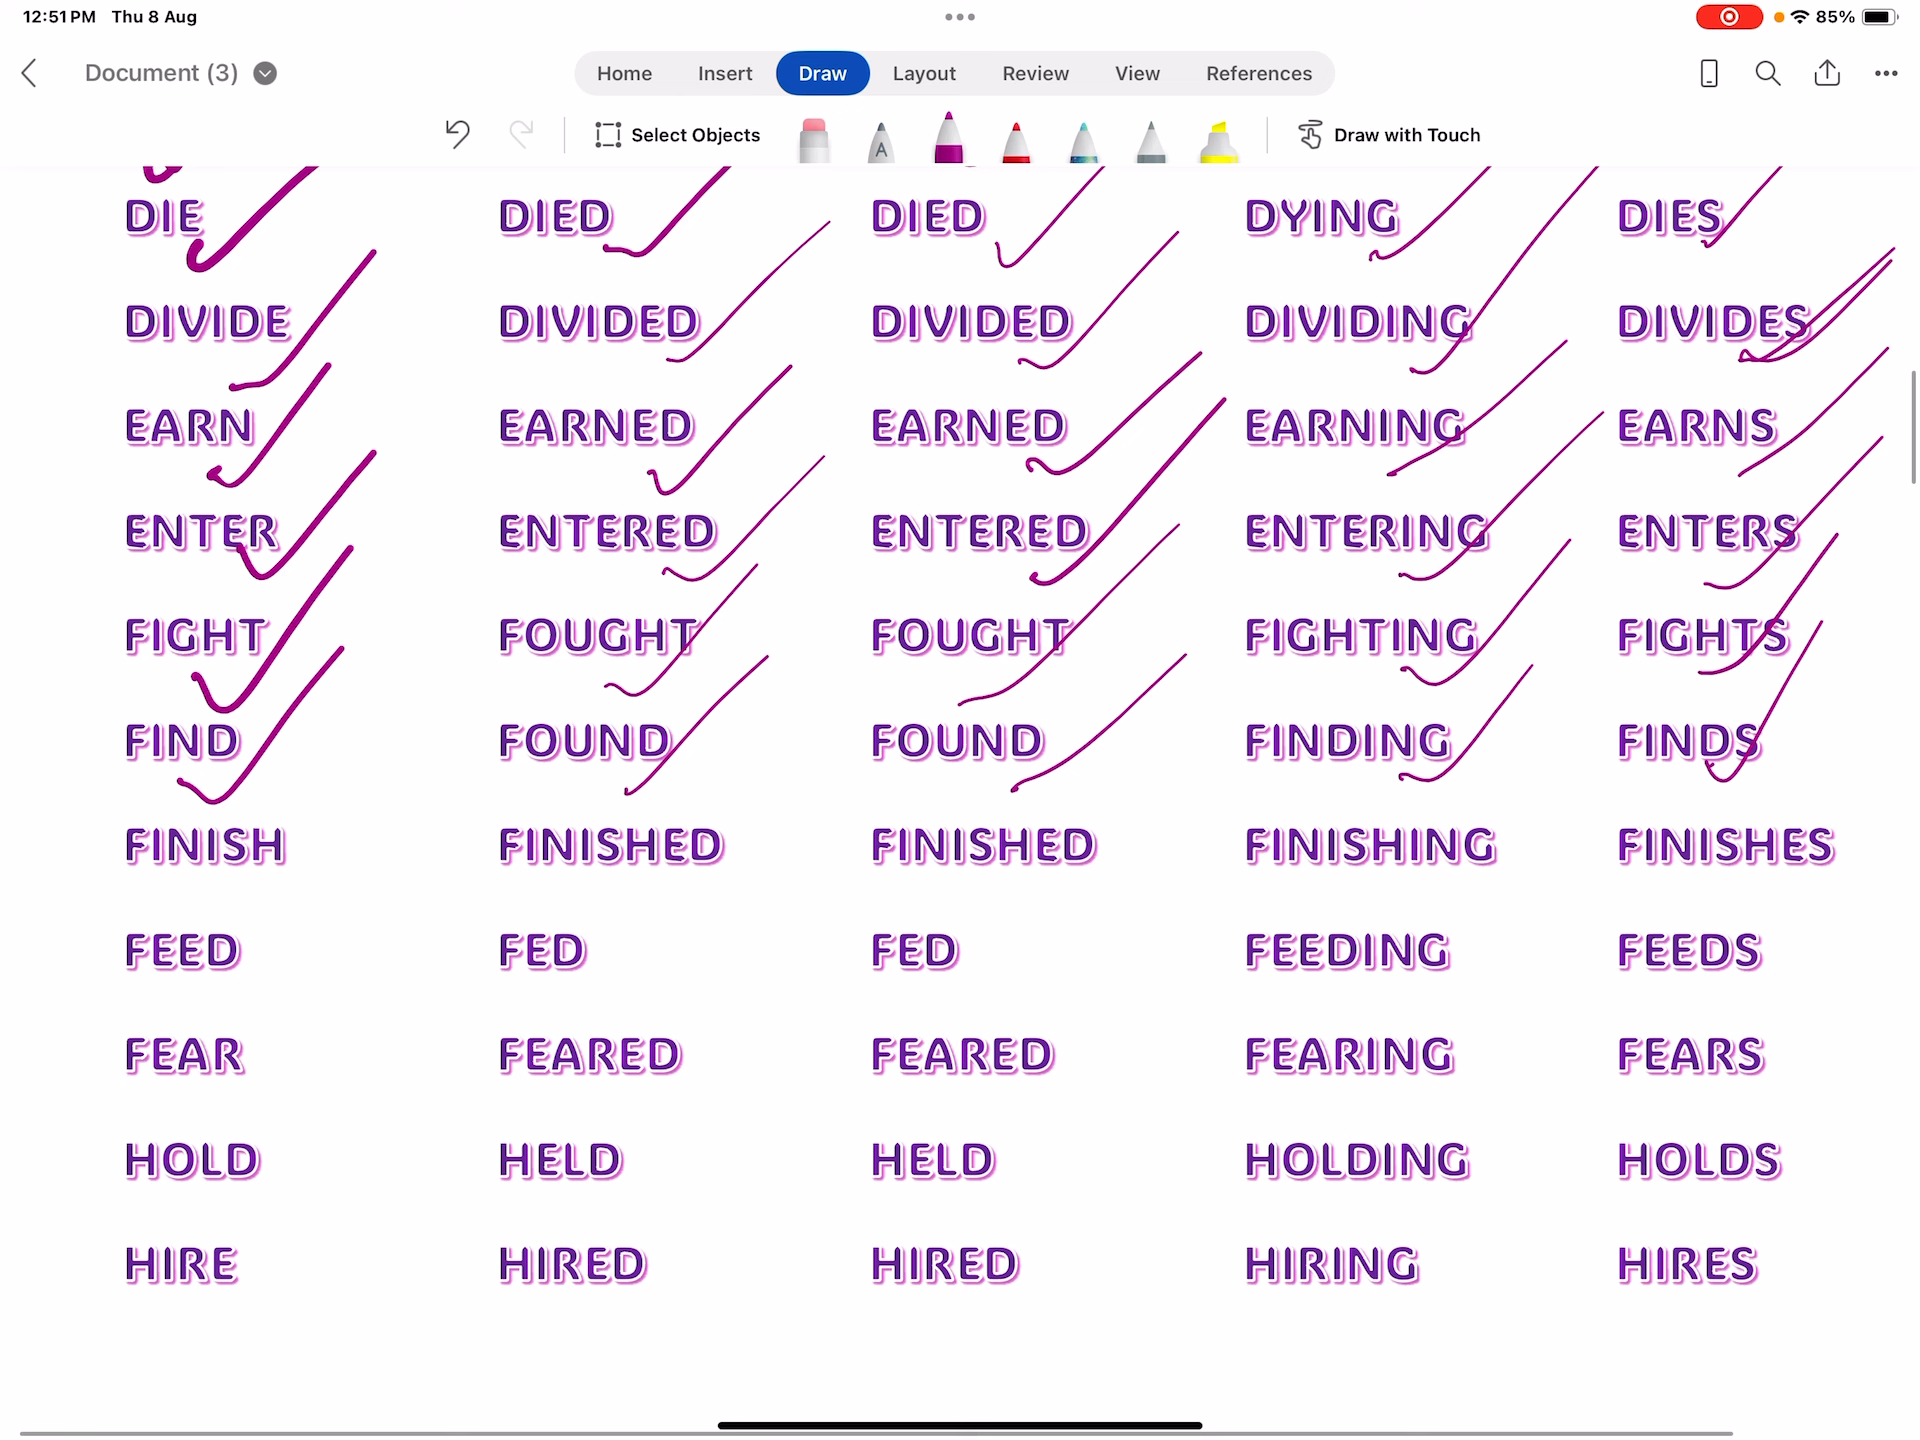 12:51 PM Thu 8 Aug 85%
Document (3) Home Insert Draw Layout Review View References
Select Objects A Draw with Touch
DIE DIED DIED DYING DIES
DIVIDE DIVIDED DIVIDED DIVIDING DIVIDES
EARN EARNED EARNED EARNING EARNS
ENTER ENTERED ENTERED ENTERING ENTERS
FIGHT FOUGHT FOUGHT FIGHTING FIGHTS
FIND FOUND FOUND FINDING FINDS
FINISH FINISHED FINISHED FINISHING FINISHES
FEED FED FED FEEDING FEEDS
FEAR FEARED FEARED FEARING FEARS
HOLD HELD HELD HOLDING HOLDS
HIRE HIRED HIRED HIRING HIRES